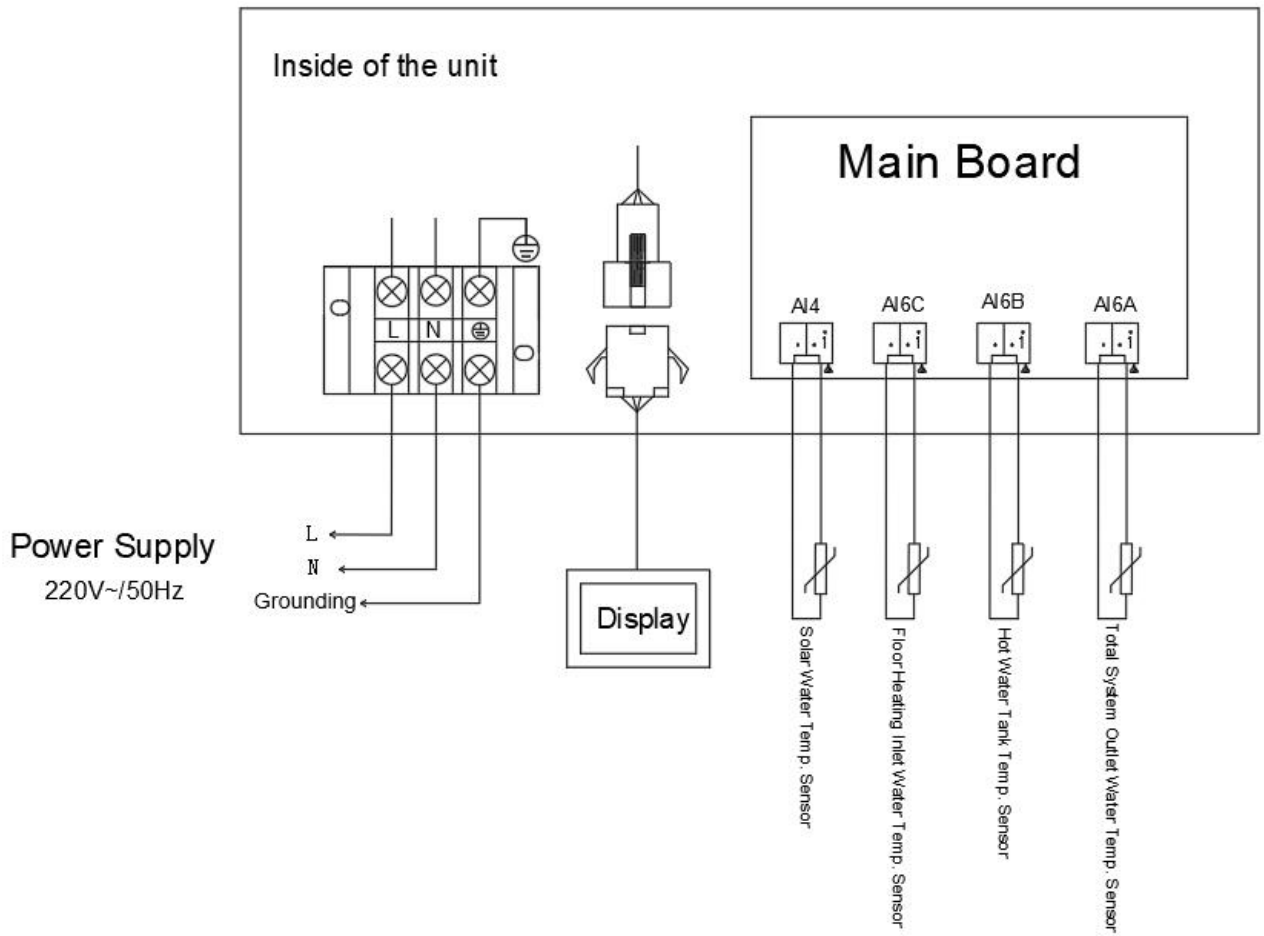 Inside of the unit
Main Board
AI4
AI6C
AI6B
AI6A
L N
Power Supply
220V~/50Hz
L
N
Grounding
Display
Solar Water Temp. Sensor
Floor Heating Inlet Water Temp. Sensor
Hot Water Tank Temp. Sensor
Total System Outlet Water Temp. Sensor